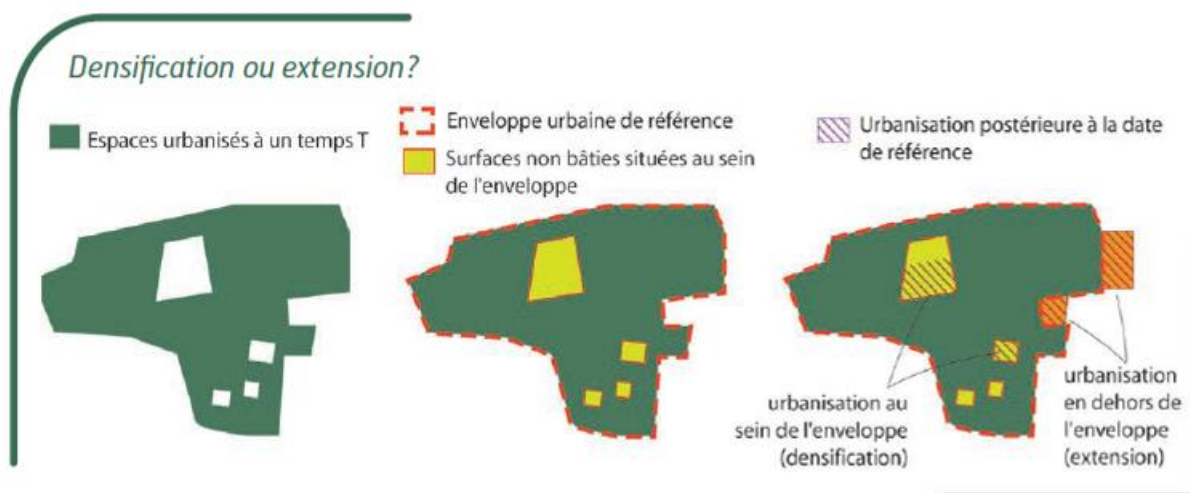 Densification ou extension?
Espaces urbanisés à un temps T
Enveloppe urbaine de référence
Surfaces non bâties situées au sein
de l'enveloppe
Urbanisation postérieure à la date
de référence
urbanisation au
sein de l'enveloppe
(densification)
urbanisation
en dehors de
l'enveloppe
(extension)